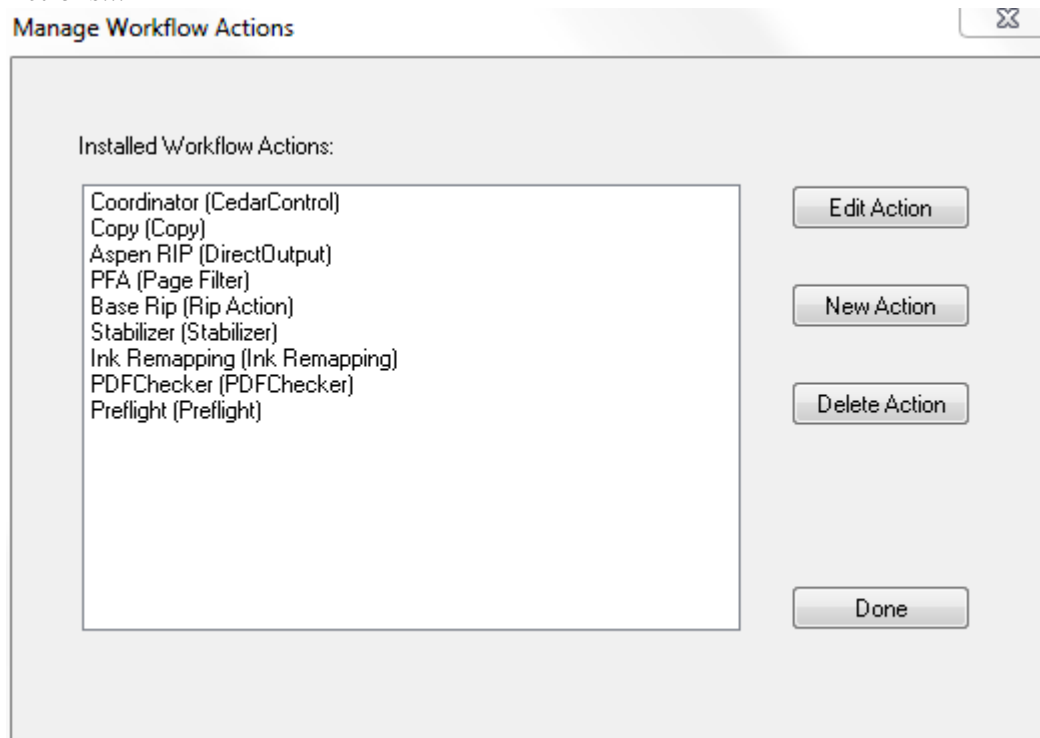 Manage Workflow Actions
Installed Workflow Actions:
Coordinator (CedarControl)
Copy (Copy)
Aspen RIP (DirectOutput)
PFA (Page Filter)
Base Rip (Rip Action)
Stabilizer (Stabilizer)
Ink Remapping (Ink Remapping)
PDFChecker (PDFChecker)
Preflight (Preflight)
Edit Action
New Action
Delete Action
Done